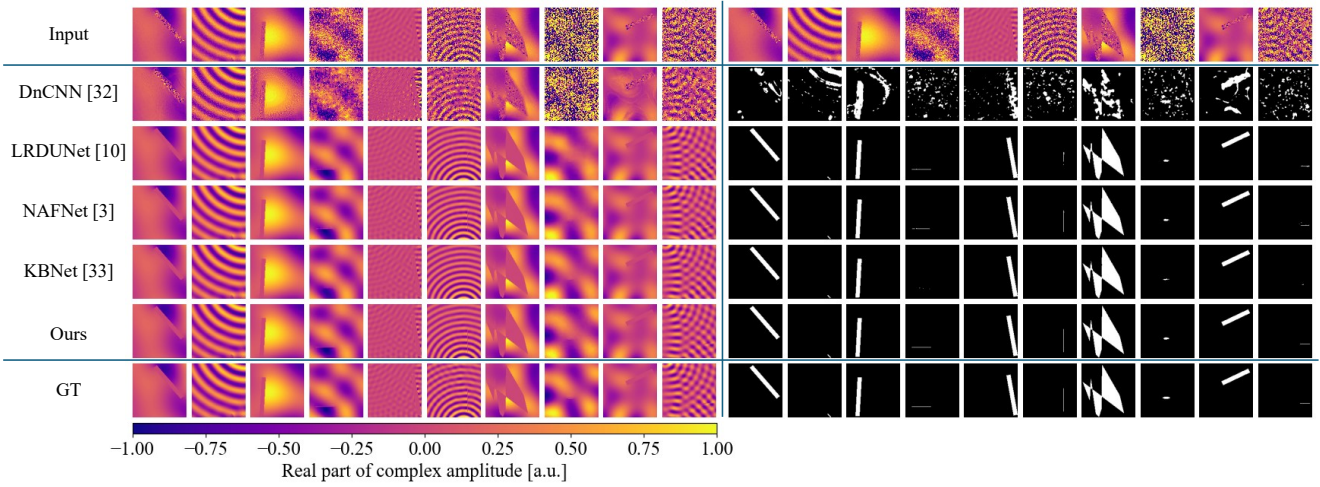 Input
DnCNN [32]
LRDUNet [10]
NAFNet [3]
KBNet [33]
Ours
GT
−1.00 −0.75 −0.50 −0.25 0.00 0.25 0.50 0.75 1.00
Real part of complex amplitude [a.u.]